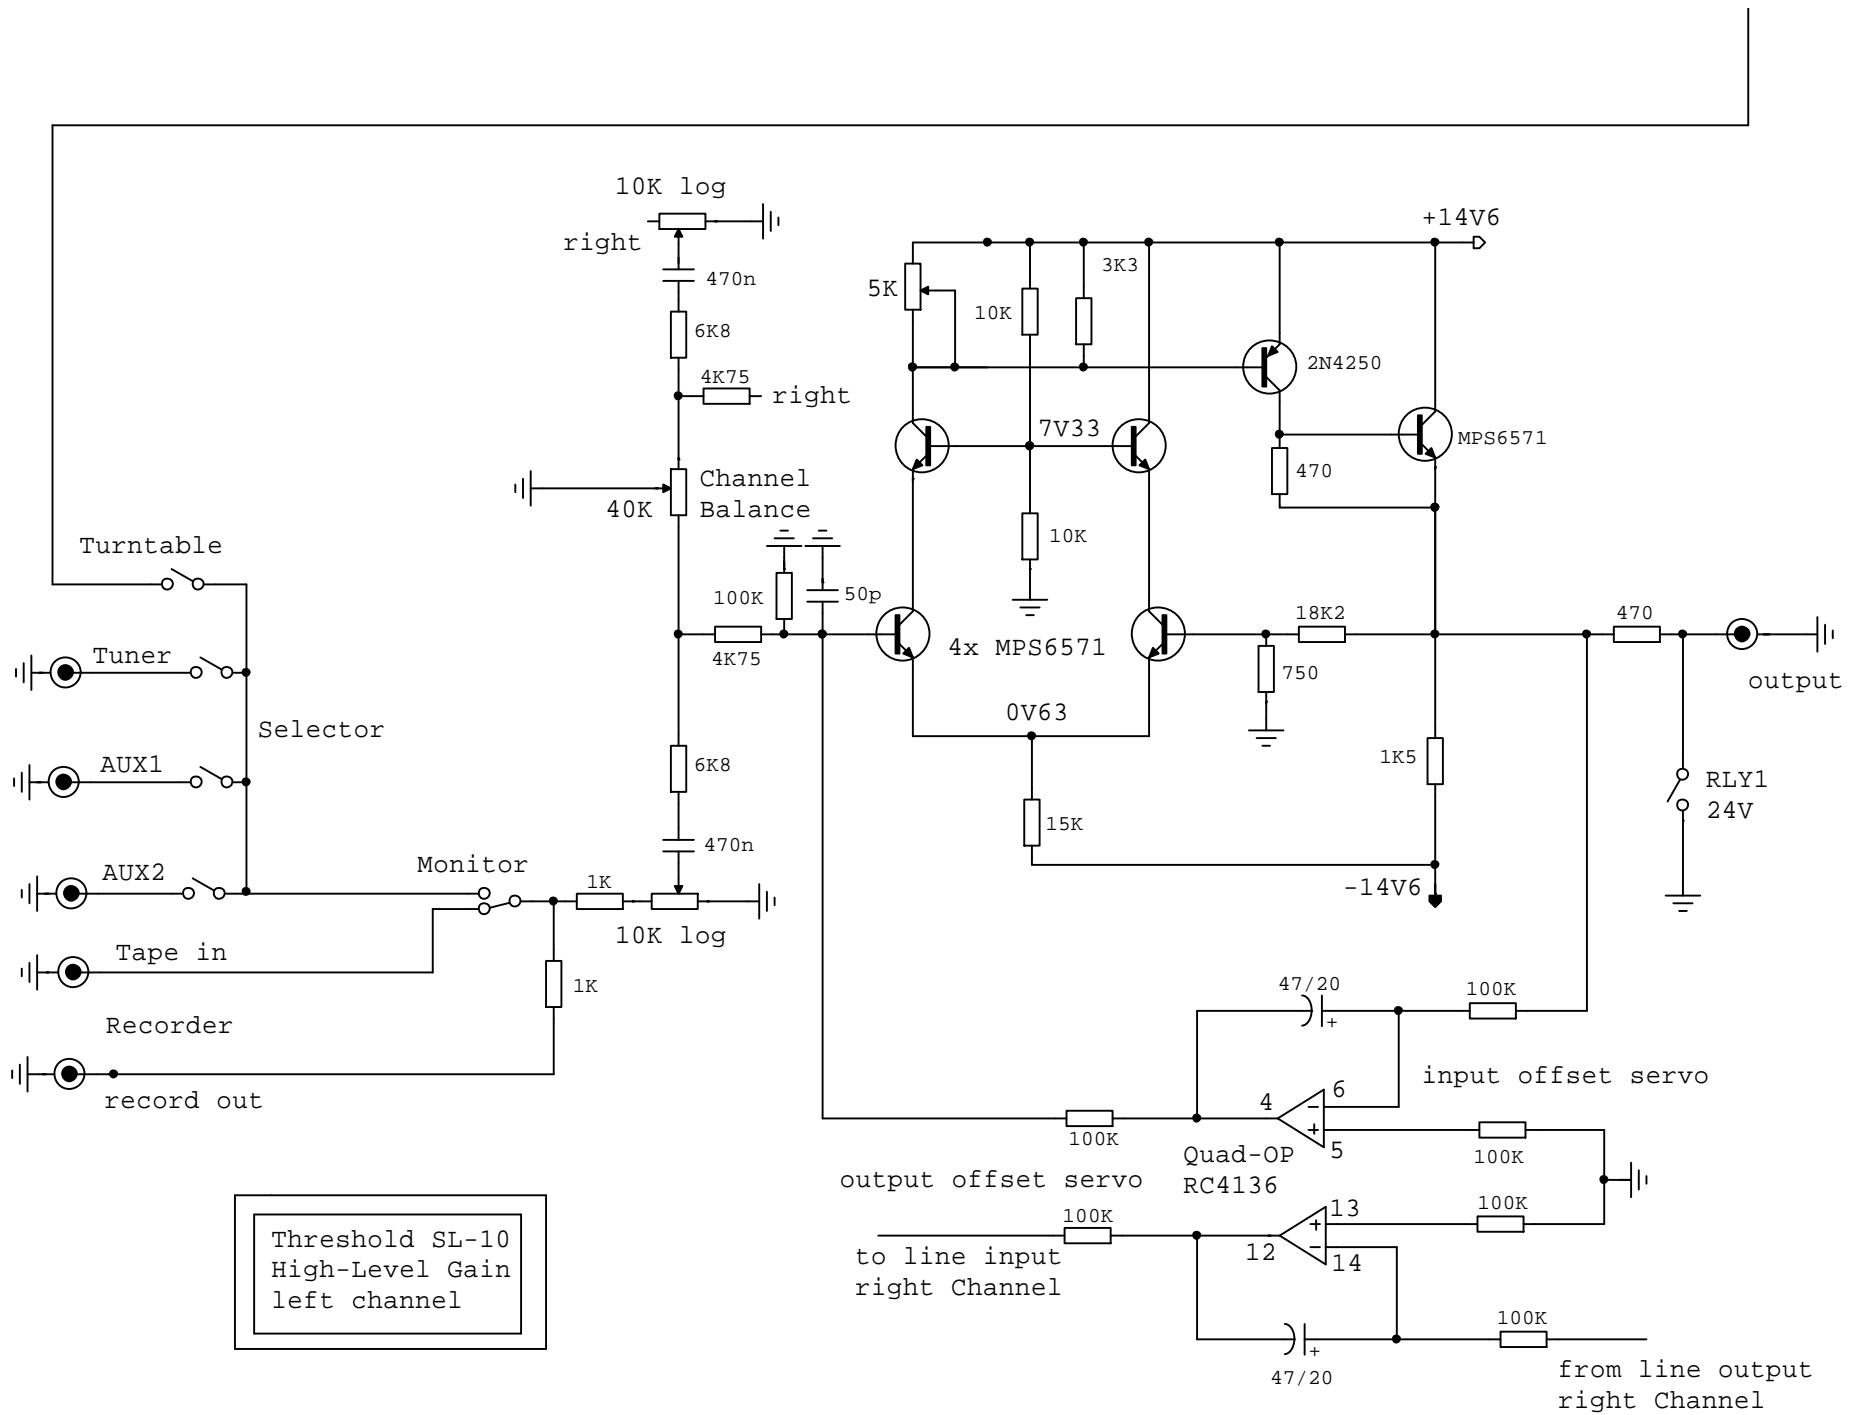 10K log
right
470n
6K8
4K75
right
Channel
Balance
40K
+14V6
3K3
5K
10K
2N4250
7V33
MPS6571
470
10K
Turntable
100K
50p
18K2
470
4K75
4x MPS6571
750
output
Tuner
0V63
Selector
6K8
1K5
AUX1
RLY1
24V
15K
470n
AUX2
Monitor
1K
-14V6
10K log
Tape in
1K
47/20
+
100K
Recorder
record out
input offset servo
4
6
-
+
5
100K
Quad-OP
RC4136
100K
output offset servo
100K
13
100K
+
-
12
14
to line input
right Channel
100K
+
47/20
from line output
right Channel
Threshold SL-10
High-Level Gain
left channel